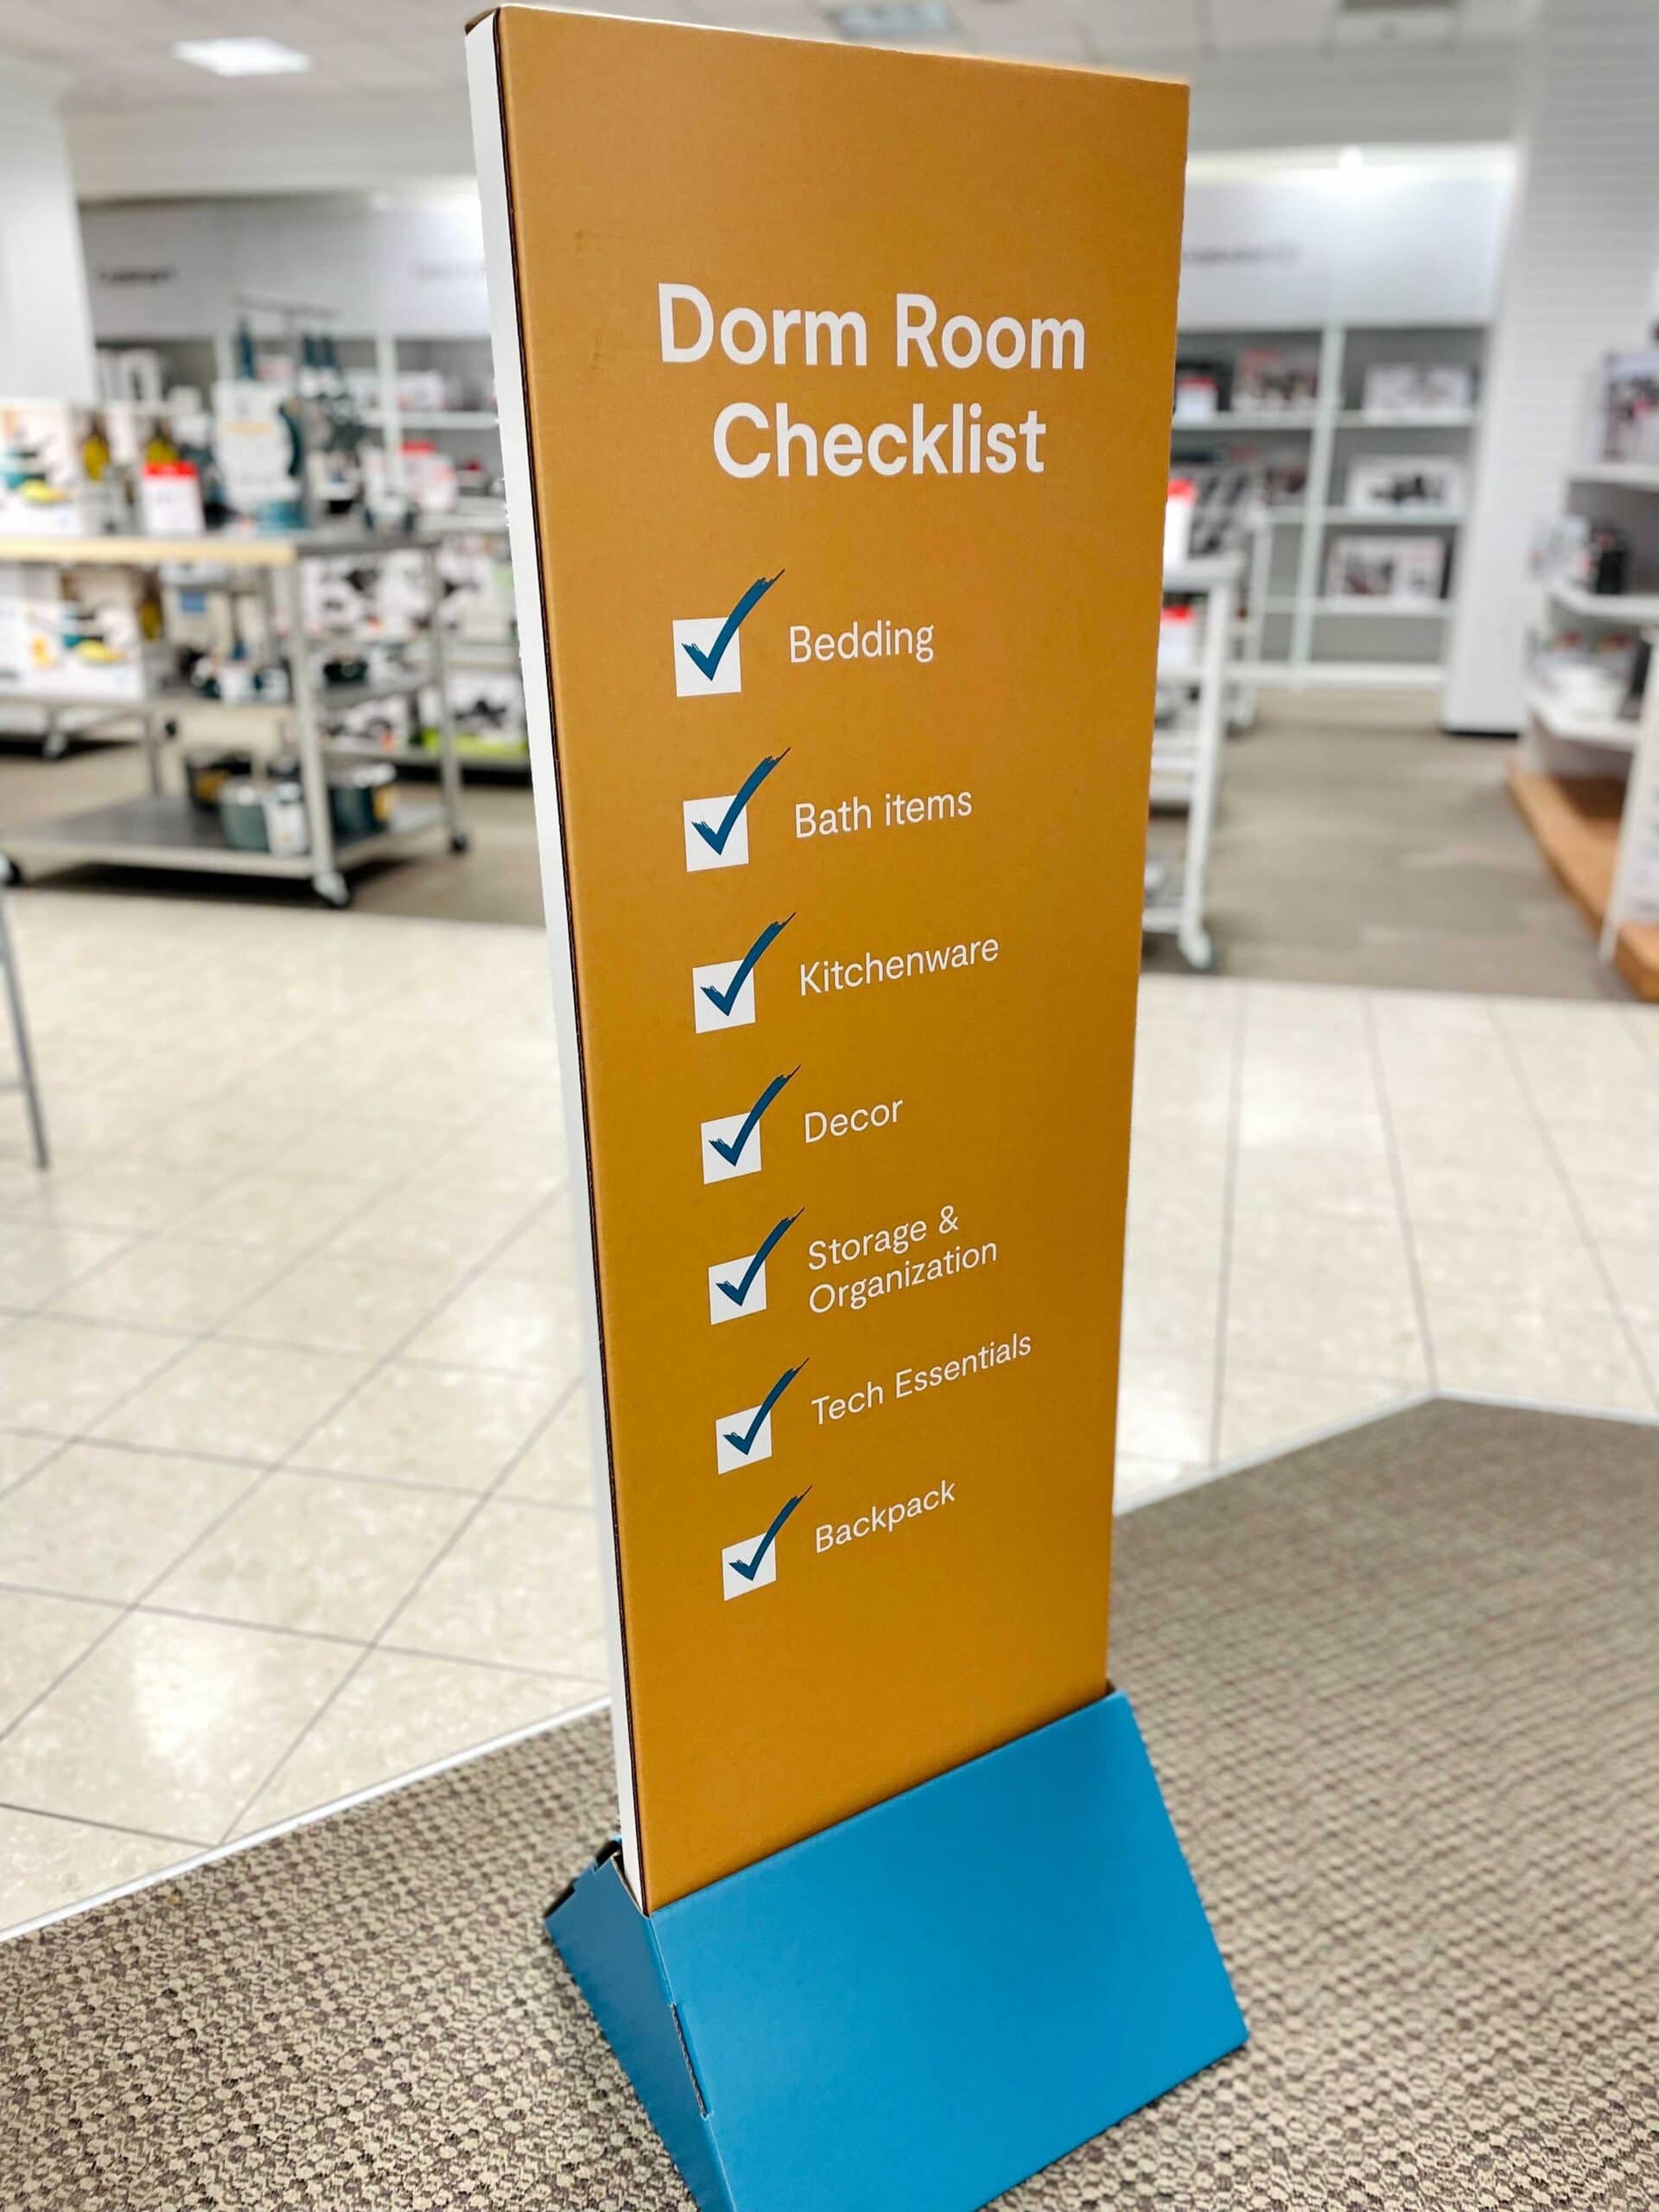 Dorm Room
Checklist
Bedding
Bath items
Kitchenware
Decor
Storage &
Organization
Tech Essentials
Backpack